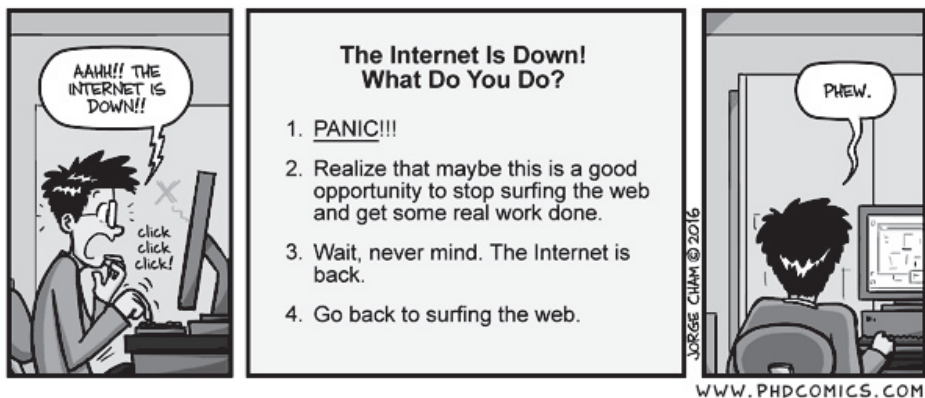 AAHH!! THE
INTERNET IS
DOWN!!
click
click
click!
The Internet Is Down!
What Do You Do?
1. PANIC!!!
2. Realize that maybe this is a good
opportunity to stop surfing the web
and get some real work done.
3. Wait, never mind. The Internet is
back.
4. Go back to surfing the web.
JORGE CHAM © 2016
PHEW.
WWW.PHDCOMICS.COM